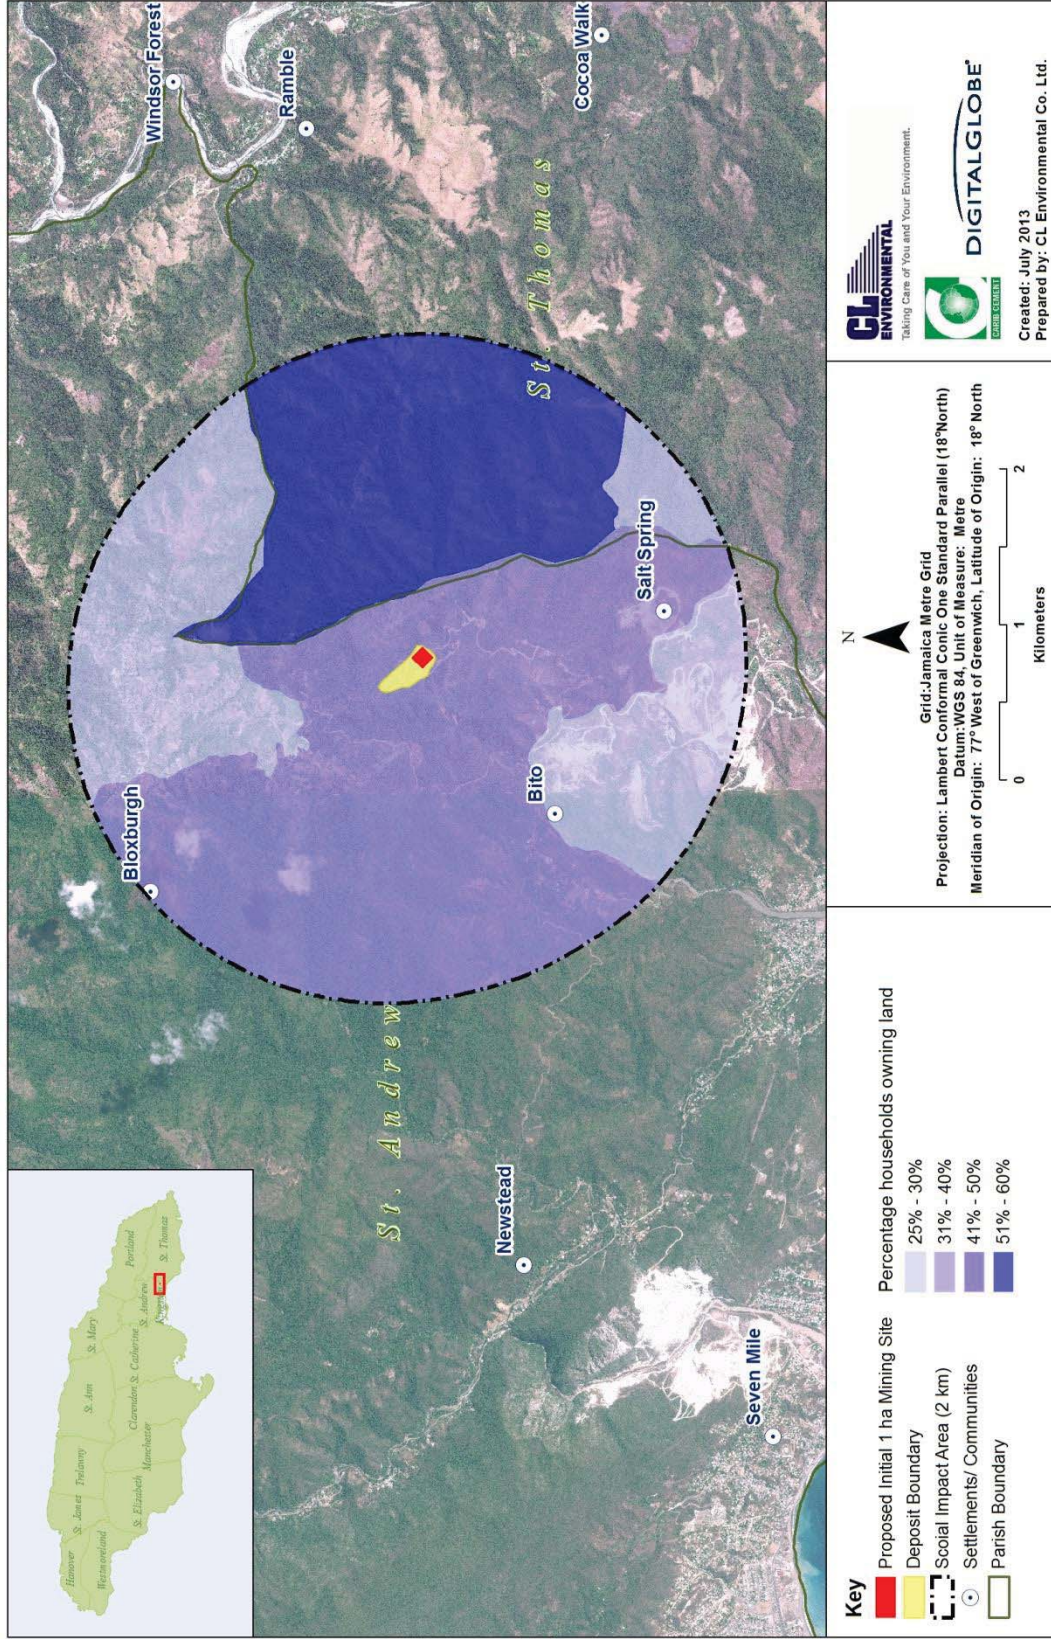 Hanover
St. Janet
Trelawny
St. Ann
St. Mary
Portland
Westmoreland
St. Elizabeth
Manchester
Clarendon
St. Catherine
St. Andrew
St. Thomas
Windsor Forest
Ramble
Cocoa Walk
Bloxburgh
St. Thomas
St. Andrew
Salt Spring
Bito
Newstead
Seven Mile
Key
Proposed Initial 1 ha Mining Site
Deposit Boundary
Scoial Impact Area (2 km)
Settlements/ Communities
Parish Boundary
Percentage households owning land
25% - 30%
31% - 40%
41% - 50%
51% - 60%
N
Grid:Jamaica Metre Grid
Projection: Lambert Conformal Conic One Standard Parallel (18°North)
Datum:WGS 84, Unit of Measure: Metre
Meridian of Origin: 77° West of Greenwich, Latitude of Origin: 18° North
0 1 2
Kilometers
CL
ENVIRONMENTAL
Taking Care of You and Your Environment.
CARIB CEMENT
DIGITALGLOBE®
Created: July 2013
Prepared by: CL Environmental Co. Ltd.